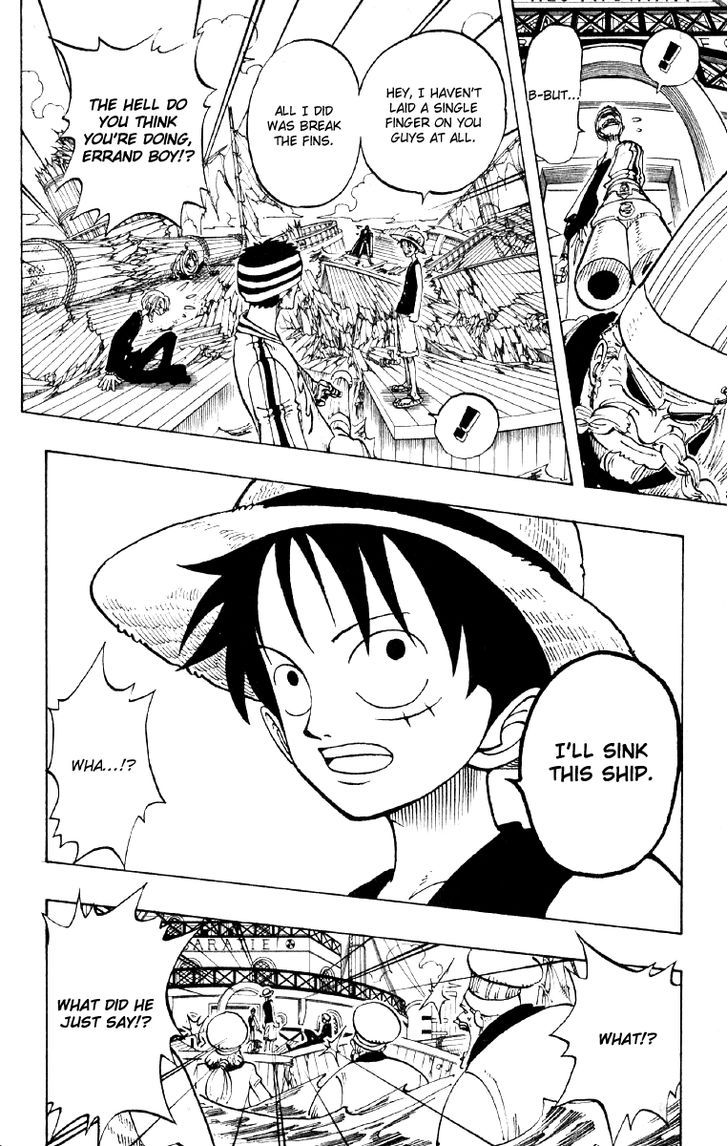 !
B-BUT...
HEY, I HAVEN'T
LAID A SINGLE
FINGER ON YOU
GUYS AT ALL.
ALL I DID
WAS BREAK
THE FINS.
THE HELL DO
YOU THINK
YOU'RE DOING,
ERRAND BOY!?
!
I'LL SINK
THIS SHIP.
WHA...!?
WHAT!?
ARATIE
WHAT DID HE
JUST SAY!?